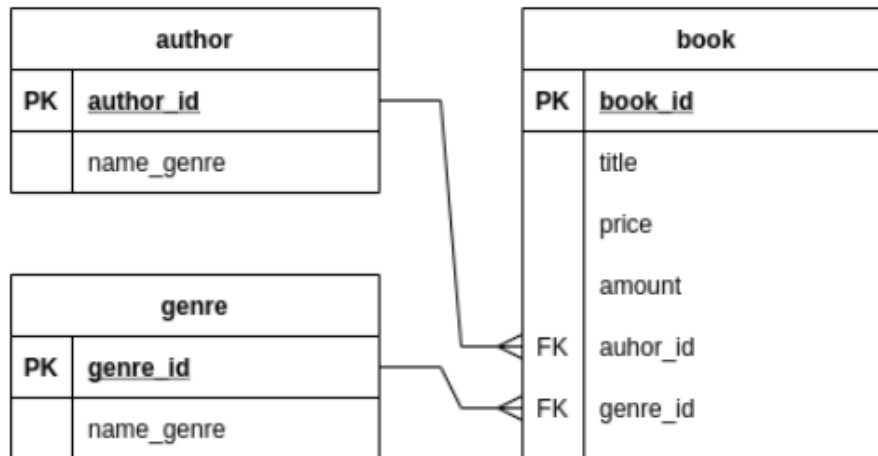 author
PK author_id
name_genre
genre
PK genre_id
name_genre
book
PK book_id
title
price
amount
FK auhor_id
FK genre_id